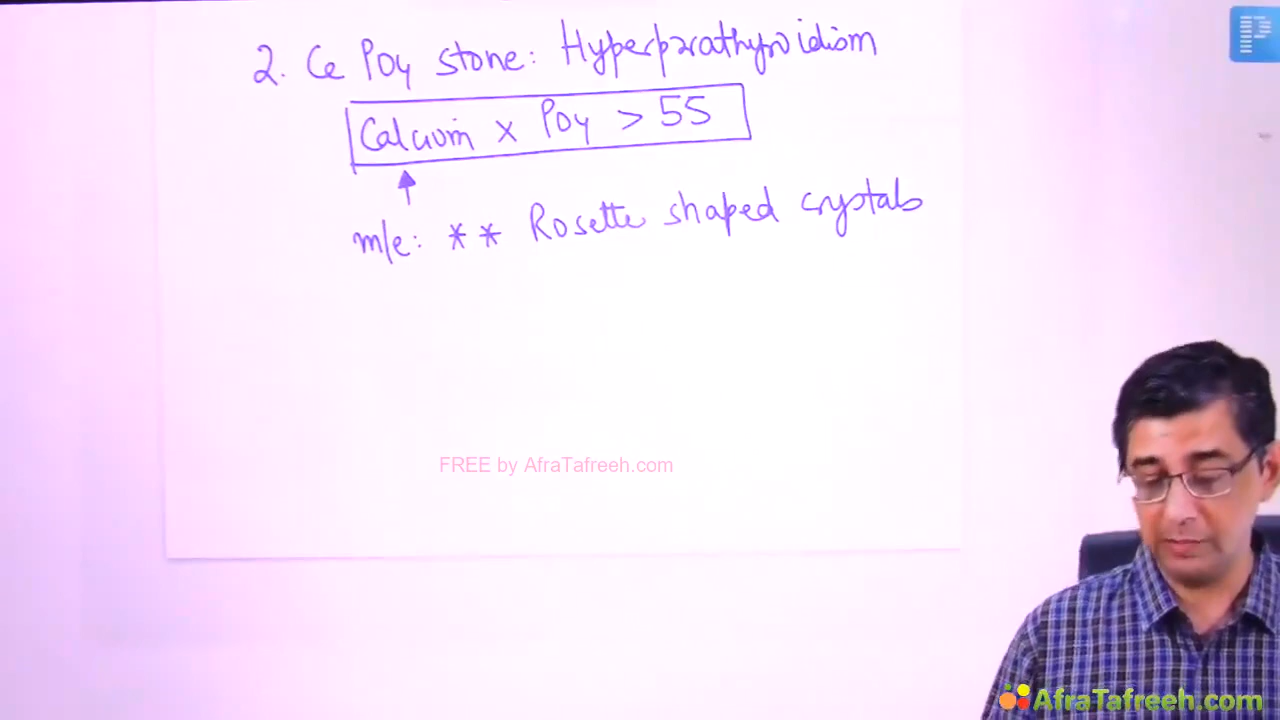 2. Ca PO4 stone: Hyperparathyroidism
Calcium x PO4 > 55
m/e: ** Rosette shaped crystals
FREE by AfraTafreeh.com
AfraTafreeh.com